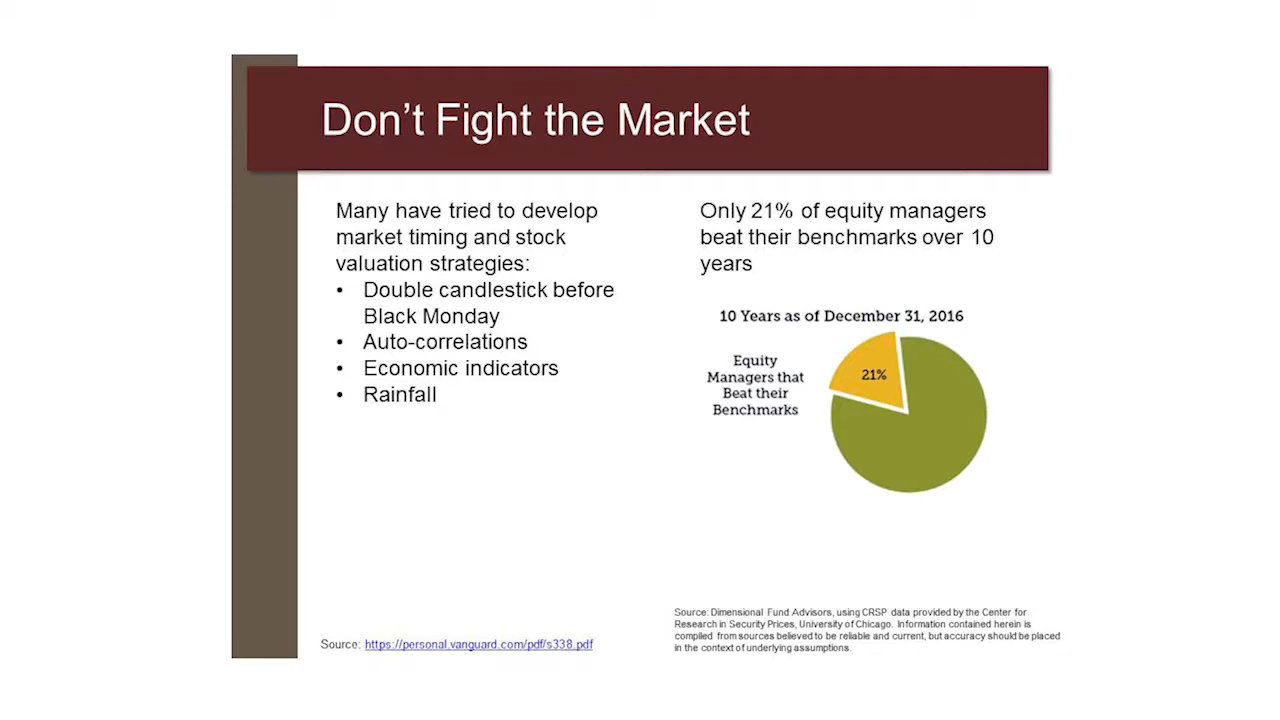 Don’t Fight the Market
Many have tried to develop
market timing and stock
valuation strategies:
• Double candlestick before
Black Monday
• Auto-correlations
• Economic indicators
• Rainfall
Source: https://personal.vanguard.com/pdf/s338.pdf
Only 21% of equity managers
beat their benchmarks over 10
years
10 Years as of December 31, 2016
Equity
Managers that
Beat their
Benchmarks
21%
Source: Dimensional Fund Advisors, using CRSP data provided by the Center for
Research in Security Prices, University of Chicago. Information contained herein is
compiled from sources believed to be reliable and current, but accuracy should be placed
in the context of underlying assumptions.